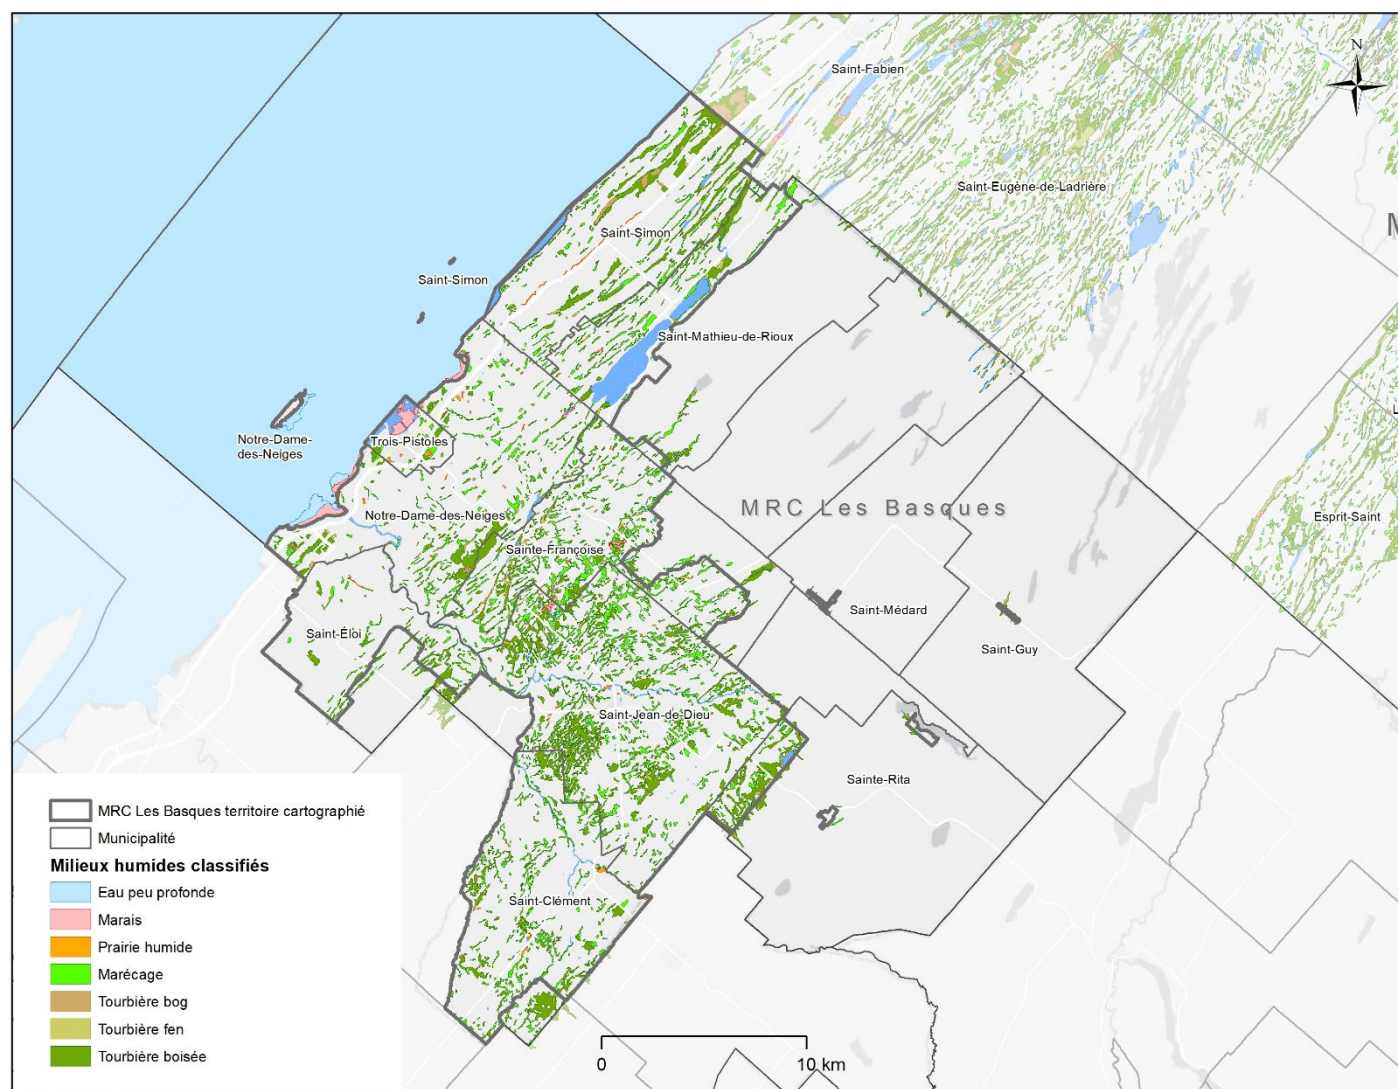 Saint-Fabien
N
Saint-Eugène-de-Ladrière
M
Saint-Simon
Saint-Simon
Saint-Mathieu-de-Rioux
L
Notre-Dame-
des-Neiges
Trois-Pistoles
MRC Les Basques
Notre-Dame-des-Neiges
Esprit-Saint
Sainte-Françoise
Saint-Médard
Saint-Éloi
Saint-Guy
Saint-Jean-de-Dieu
Sainte-Rita
Saint-Clément
MRC Les Basques territoire cartographié
Municipalité
Milieux humides classifiés
Eau peu profonde
Marais
Prairie humide
Marécage
Tourbière bog
Tourbière fen
Tourbière boisée
0 10 km